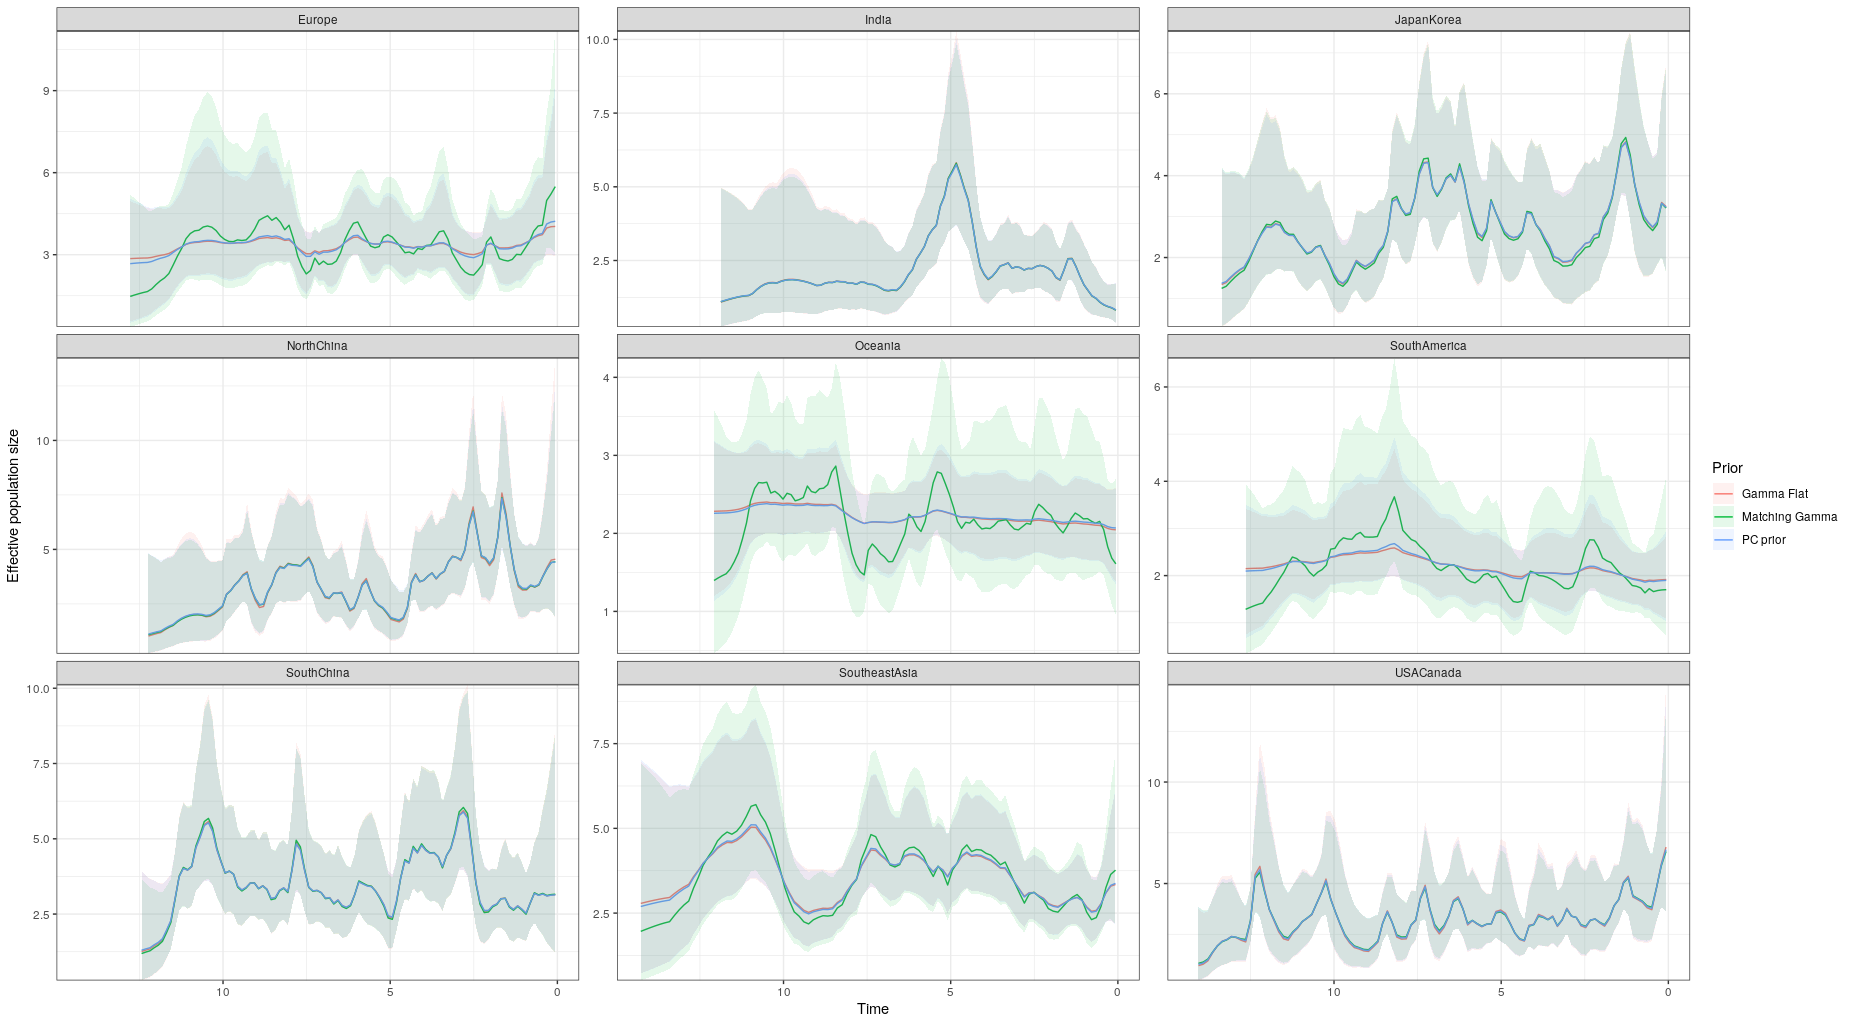 Europe
India
JapanKorea
9
6
3
10.0
7.5
5.0
2.5
6
4
2
NorthChina
Oceania
SouthAmerica
10
5
4
3
2
1
6
4
2
SouthChina
SoutheastAsia
USACanada
10.0
7.5
5.0
2.5
7.5
5.0
2.5
10
5
10
5
0
10
5
0
10
5
0
Time
Effective population size
Prior
Gamma Flat
Matching Gamma
PC prior